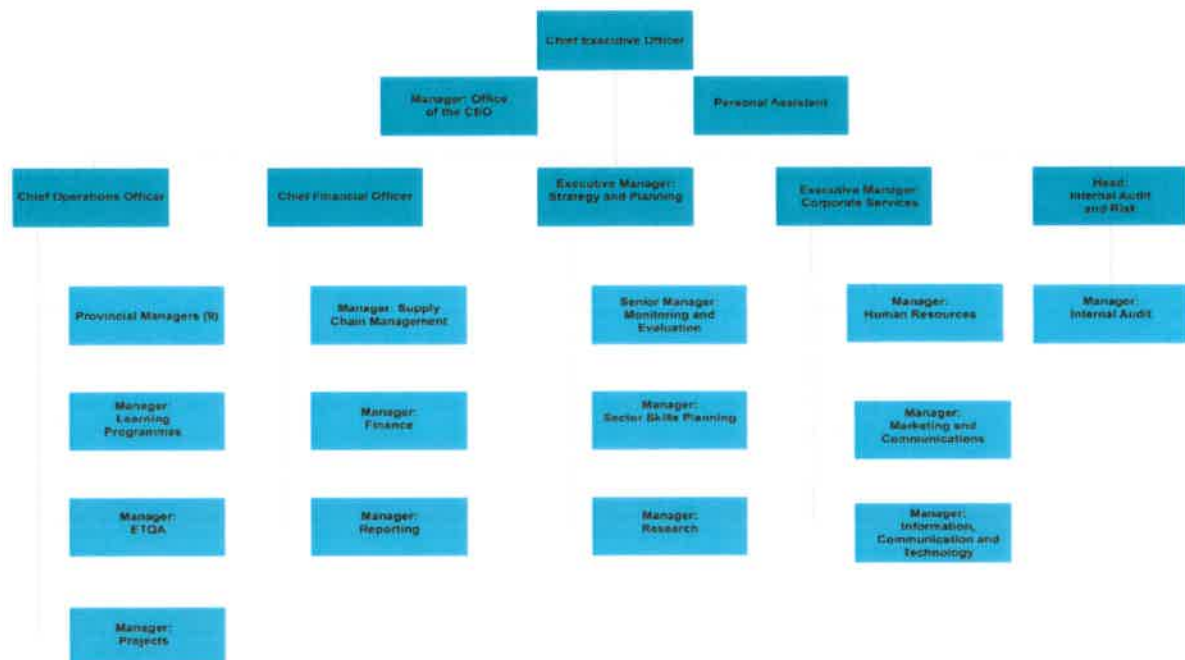 Chief Executive Officer
Manager: Office
of the CEO
Personal Assistant
Chief Operations Officer
Chief Financial Officer
Executive Manager:
Strategy and Planning
Executive Manager:
Corporate Services
Head:
Internal Audit
and Risk
Provincial Managers (9)
Manager: Supply
Chain Management
Senior Manager
Monitoring and
Evaluation
Manager:
Human Resources
Manager:
Internal Audit
Manager:
Learning
Programmes
Manager:
Finance
Manager:
Sector Skills Planning
Manager:
Marketing and
Communications
Manager:
ETQA
Manager:
Reporting
Manager:
Research
Manager:
Information,
Communication and
Technology
Manager:
Projects